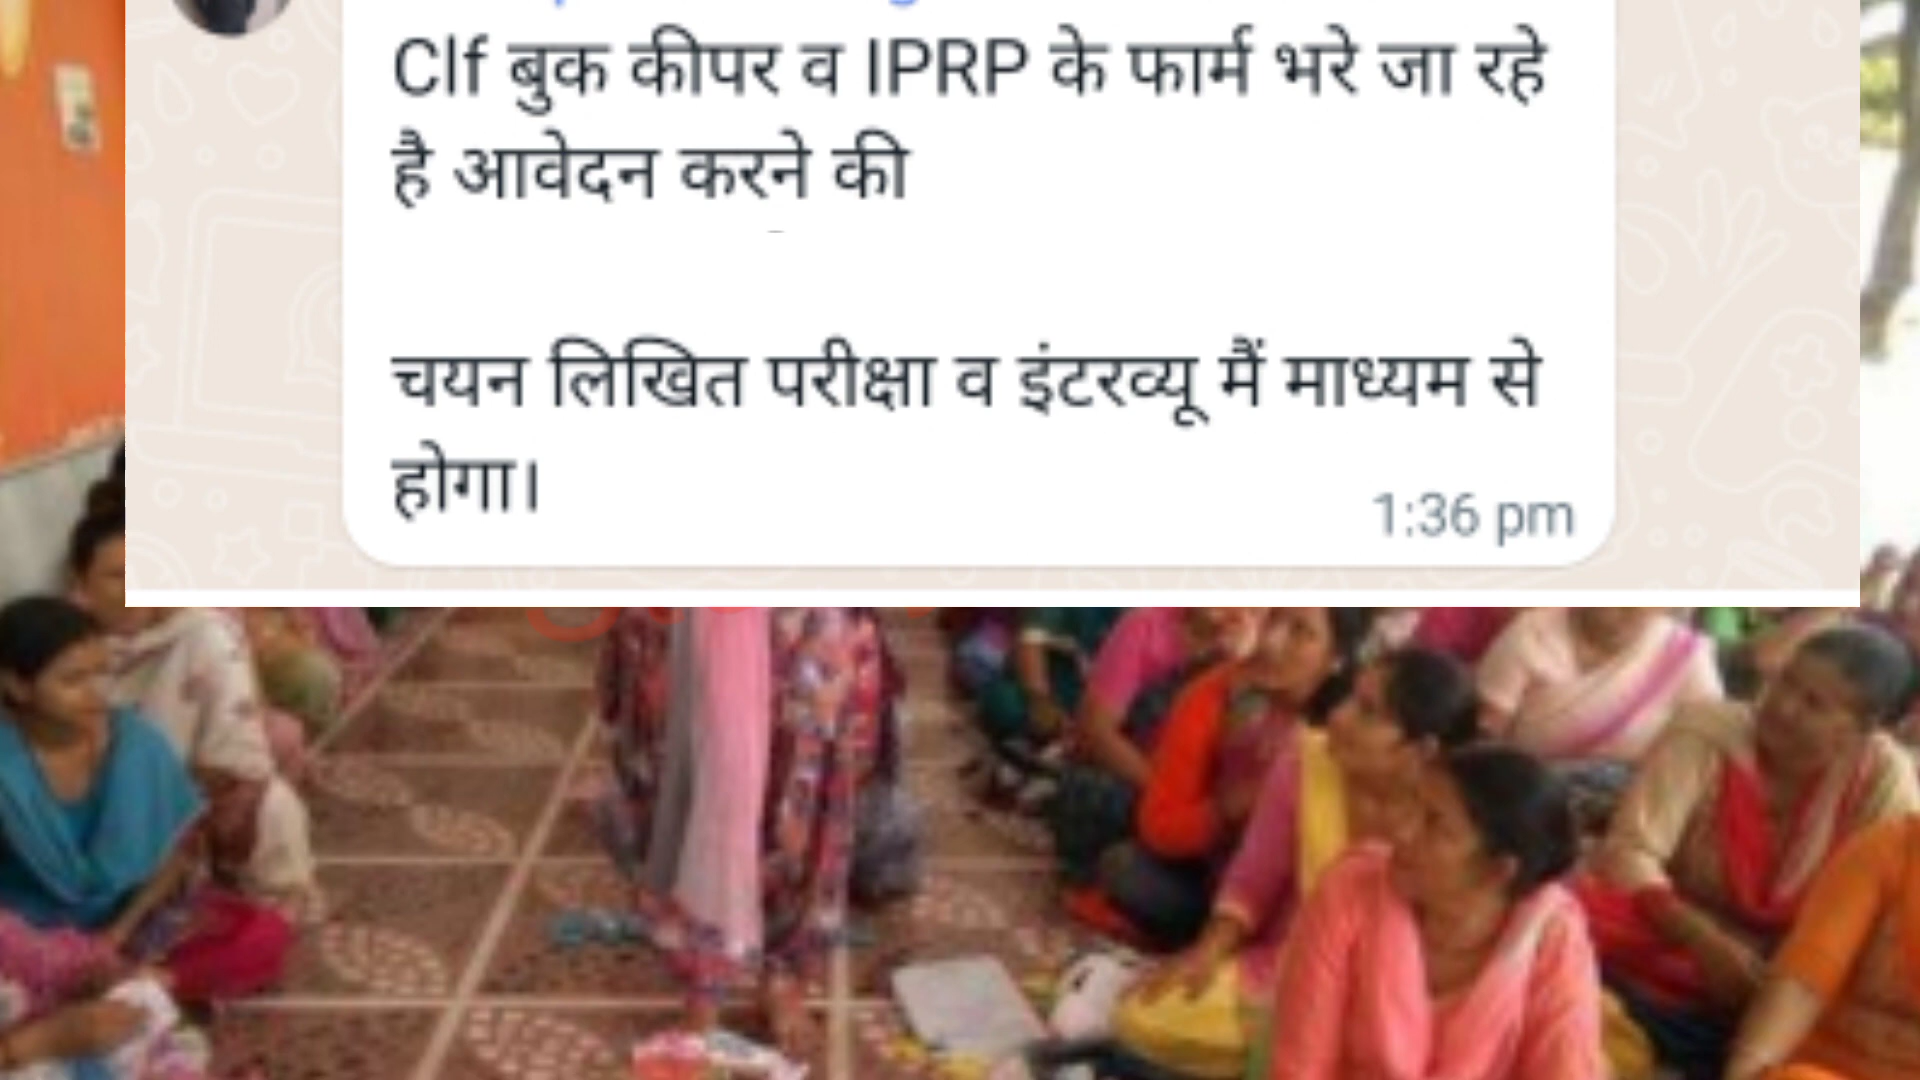 Clf बुक कीपर व IPRP के फार्म भरे जा रहे
है आवेदन करने की
चयन लिखित परीक्षा व इंटरव्यू मैं माध्यम से
होगा।
1:36 pm